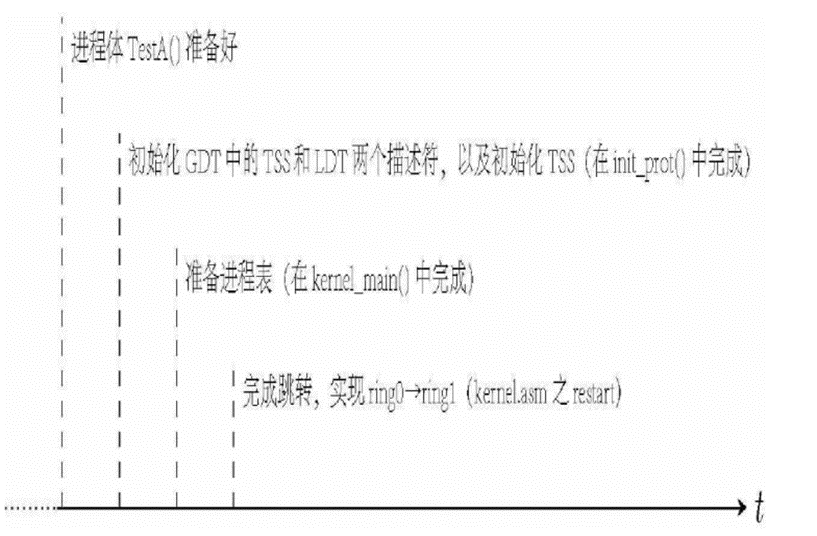 进程体 TestA() 准备好
初始化 GDT 中的 TSS 和 LDT 两个描述符，以及初始化 TSS（在 init_prot() 中完成）
准备进程表（在 kernel_main() 中完成）
完成跳转，实现 ring0→ring1（kernel.asm 之 restart）
t